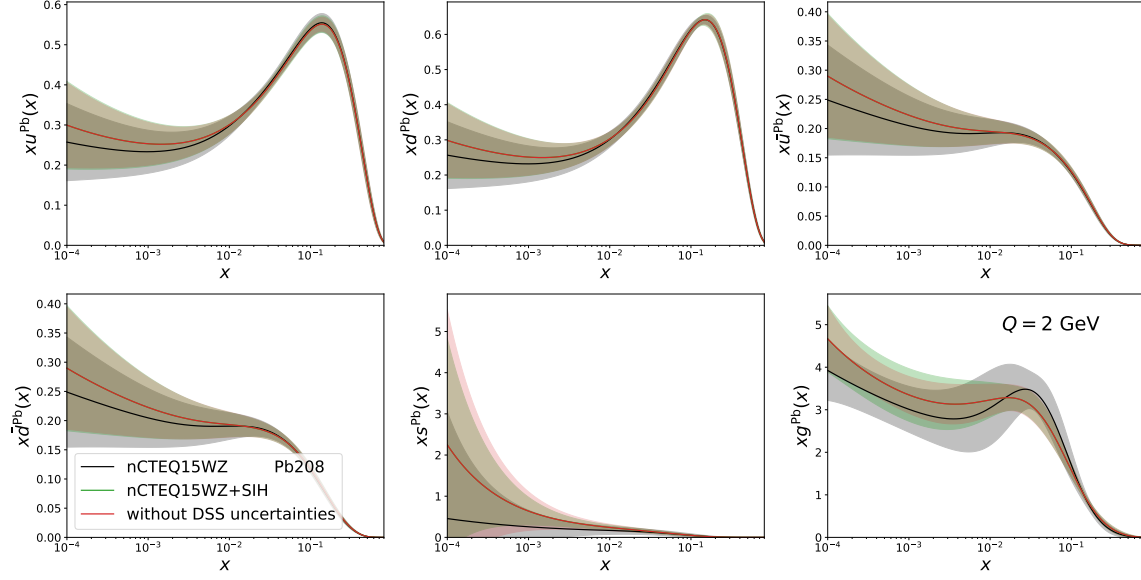 0.6
0.5
0.4
0.3
0.2
0.1
0.0
xu^Pb(x)
10⁻⁴ 10⁻³ 10⁻² 10⁻¹
x
0.6
0.5
0.4
0.3
0.2
0.1
0.0
xd^Pb(x)
10⁻⁴ 10⁻³ 10⁻² 10⁻¹
x
0.40
0.35
0.30
0.25
0.20
0.15
0.10
0.05
0.00
xū^Pb(x)
10⁻⁴ 10⁻³ 10⁻² 10⁻¹
x
0.40
0.35
0.30
0.25
0.20
0.15
0.10
0.05
0.00
xd̄^Pb(x)
nCTEQ15WZ Pb208
nCTEQ15WZ+SIH
without DSS uncertainties
10⁻⁴ 10⁻³ 10⁻² 10⁻¹
x
5
4
3
2
1
0
xs^Pb(x)
10⁻⁴ 10⁻³ 10⁻² 10⁻¹
x
Q = 2 GeV
5
4
3
2
1
0
xg^Pb(x)
10⁻⁴ 10⁻³ 10⁻² 10⁻¹
x